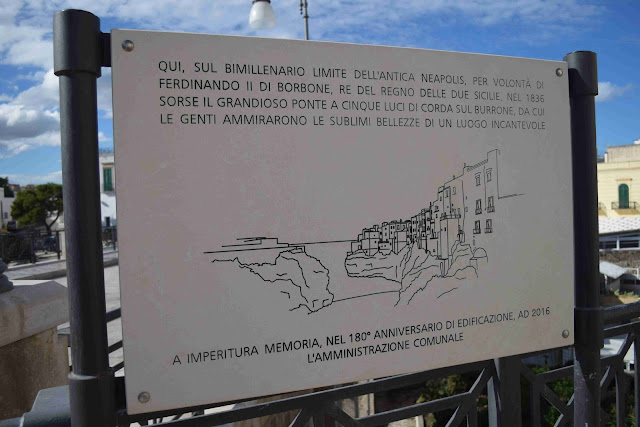 QUI, SUL BIMILLENARIO LIMITE DELL'ANTICA NEAPOLIS, PER VOLONTÀ DI
FERDINANDO II DI BORBONE, RE DEL REGNO DELLE DUE SICILIE, NEL 1836
SORSE IL GRANDIOSO PONTE A CINQUE LUCI DI CORDA SUL BURRONE, DA CUI
LE GENTI AMMIRARONO LE SUBLIMI BELLEZZE DI UN LUOGO INCANTEVOLE
A IMPERITURA MEMORIA, NEL 180° ANNIVERSARIO DI EDIFICAZIONE, AD 2016
L'AMMINISTRAZIONE COMUNALE